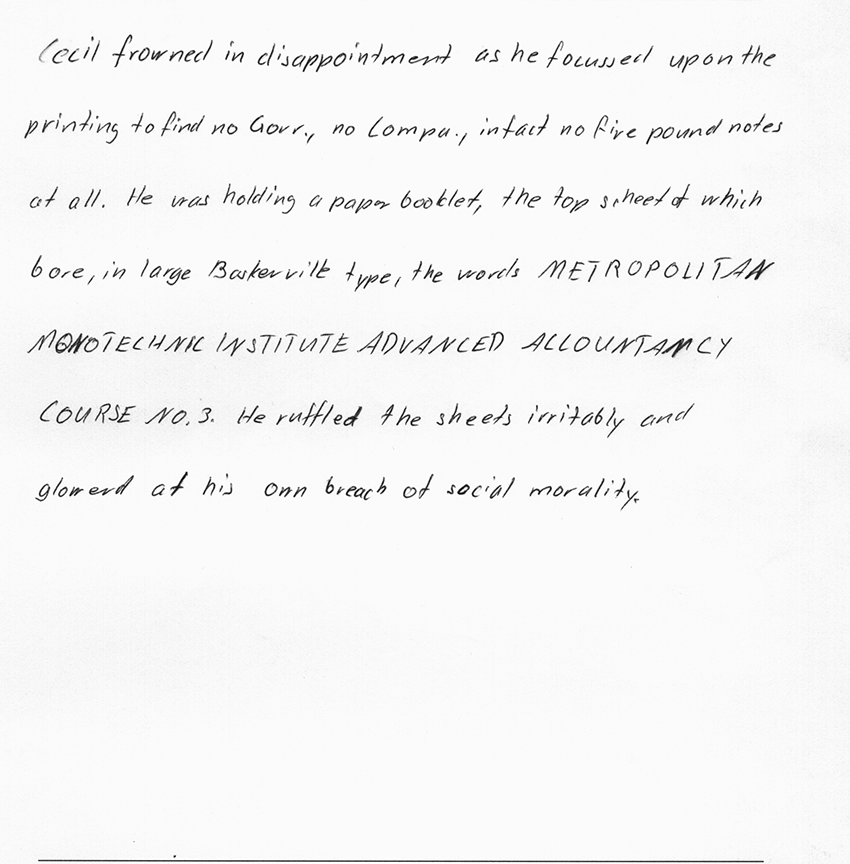 Cecil frowned in disappointment as he focussed upon the
printing to find no Govr., no Compa., infact no five pound notes
at all. He was holding a paper booklet, the top scheet of which
bore, in large Baskerville type, the words METROPOLITAN
MONOTECHNIC INSTITUTE ADVANCED ACCOUNTANCY
COURSE NO. 3. He ruffled the sheets irritably and
glowerd at his own breach of social morality.